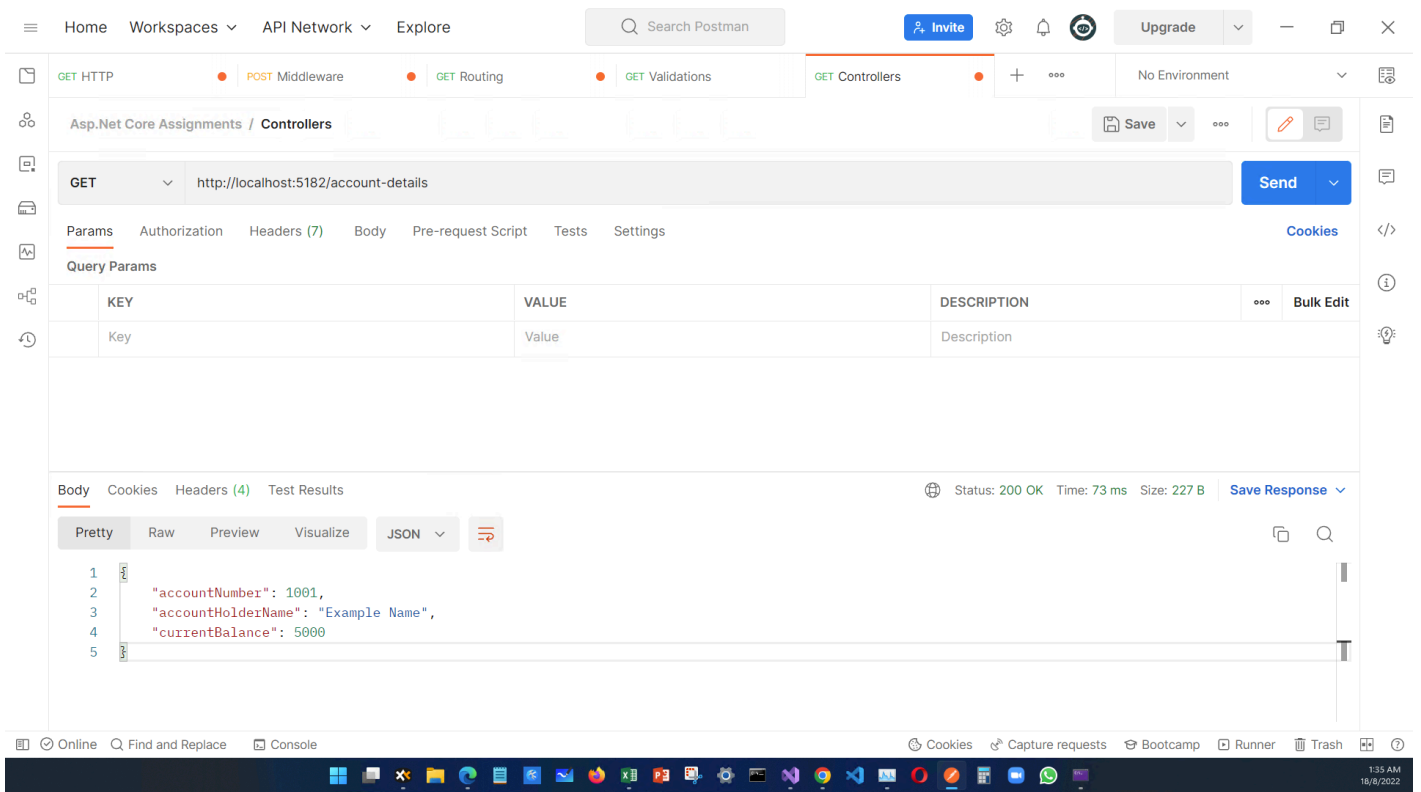 Home Workspaces API Network Explore Search Postman Invite Upgrade
GET HTTP POST Middleware GET Routing GET Validations GET Controllers No Environment
Asp.Net Core Assignments / Controllers Save
GET http://localhost:5182/account-details Send
Params Authorization Headers (7) Body Pre-request Script Tests Settings Cookies
Query Params
KEY VALUE DESCRIPTION Bulk Edit
Key Value Description
Body Cookies Headers (4) Test Results Status: 200 OK Time: 73 ms Size: 227 B Save Response
Pretty Raw Preview Visualize JSON
1 {
2 "accountNumber": 1001,
3 "accountHolderName": "Example Name",
4 "currentBalance": 5000
5 }
Online Find and Replace Console Cookies Capture requests Bootcamp Runner Trash
1:35 AM
18/8/2022